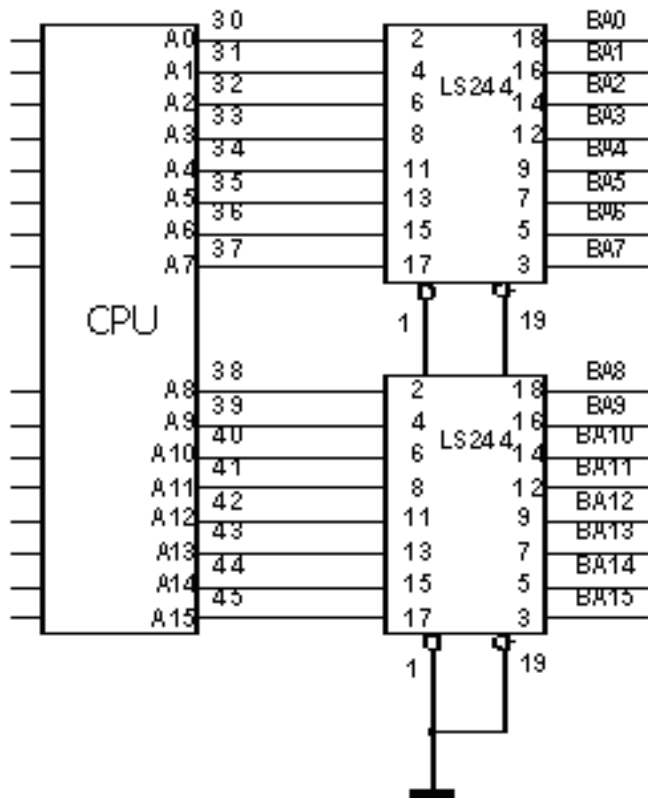 30 BA0
A0 2 18
31 BA1
A1 4 16
32 LS244 BA2
A2 6 14
33 BA3
A3 8 12
34 BA4
A4 11 9
35 BA5
A5 13 7
36 BA6
A6 15 5
37 BA7
A7 17 3
CPU 1 19
38 BA8
A8 2 18
39 BA9
A9 4 16
40 LS244 BA10
A10 6 14
41 BA11
A11 8 12
42 BA12
A12 11 9
43 BA13
A13 13 7
44 BA14
A14 15 5
45 BA15
A15 17 3
1 19